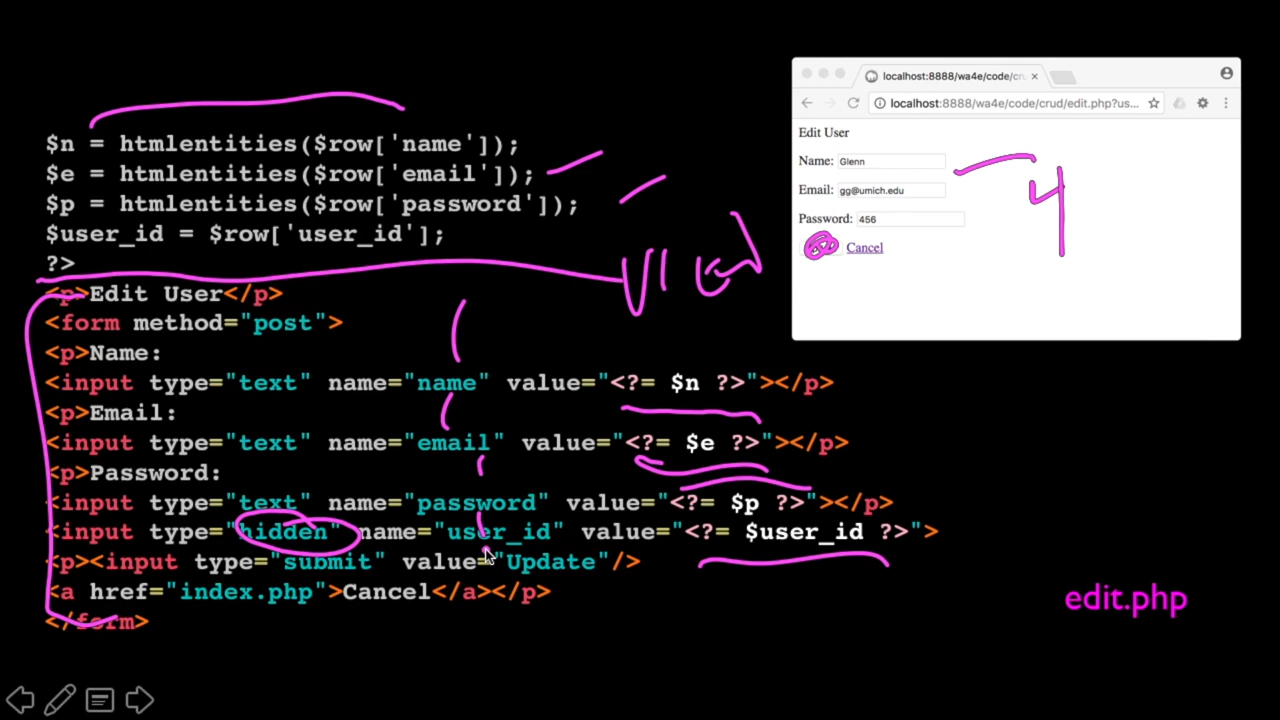 $n = htmlentities($row['name']);
$e = htmlentities($row['email']);
$p = htmlentities($row['password']);
$user_id = $row['user_id'];
?>
<p>Edit User</p>
<form method="post">
<p>Name:
<input type="text" name="name" value="<?= $n ?>"></p>
<p>Email:
<input type="text" name="email" value="<?= $e ?>"></p>
<p>Password:
<input type="text" name="password" value="<?= $p ?>"></p>
<input type="hidden" name="user_id" value="<?= $user_id ?>">
<p><input type="submit" value="Update"/>
<a href="index.php">Cancel</a></p>
</form>
localhost:8888/wa4e/code/cru
localhost:8888/wa4e/code/crud/edit.php?us...
Edit User
Name: Glenn
Email: gg@umich.edu
Password: 456
Cancel
4
edit.php